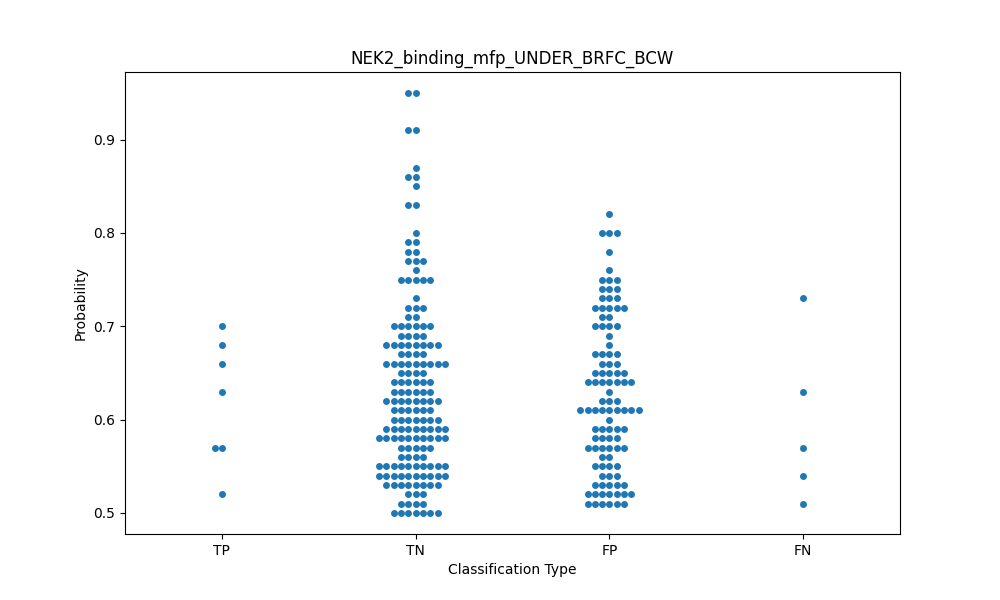 NEK2_binding_mfp_UNDER_BRFC_BCW
Probability
0.9
0.8
0.7
0.6
0.5
TP TN FP FN
Classification Type